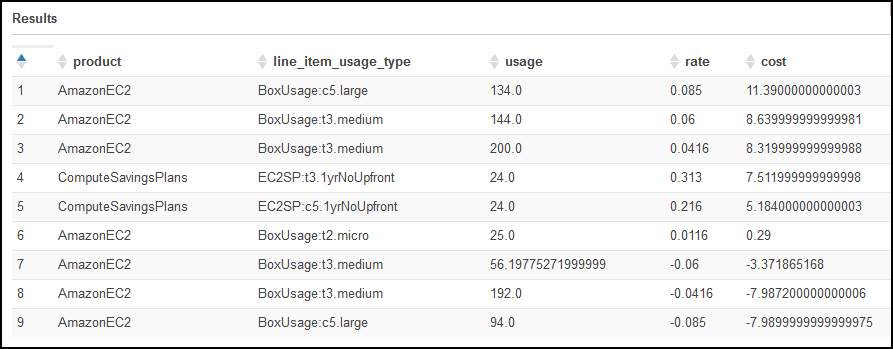 Results
product line_item_usage_type usage rate cost
1 AmazonEC2 BoxUsage:c5.large 134.0 0.085 11.39000000000003
2 AmazonEC2 BoxUsage:t3.medium 144.0 0.06 8.639999999999981
3 AmazonEC2 BoxUsage:t3.medium 200.0 0.0416 8.319999999999988
4 ComputeSavingsPlans EC2SP:t3.1yrNoUpfront 24.0 0.313 7.511999999999998
5 ComputeSavingsPlans EC2SP:c5.1yrNoUpfront 24.0 0.216 5.184000000000003
6 AmazonEC2 BoxUsage:t2.micro 25.0 0.0116 0.29
7 AmazonEC2 BoxUsage:t3.medium 56.19775271999999 -0.06 -3.371865168
8 AmazonEC2 BoxUsage:t3.medium 192.0 -0.0416 -7.987200000000006
9 AmazonEC2 BoxUsage:c5.large 94.0 -0.085 -7.9899999999999975